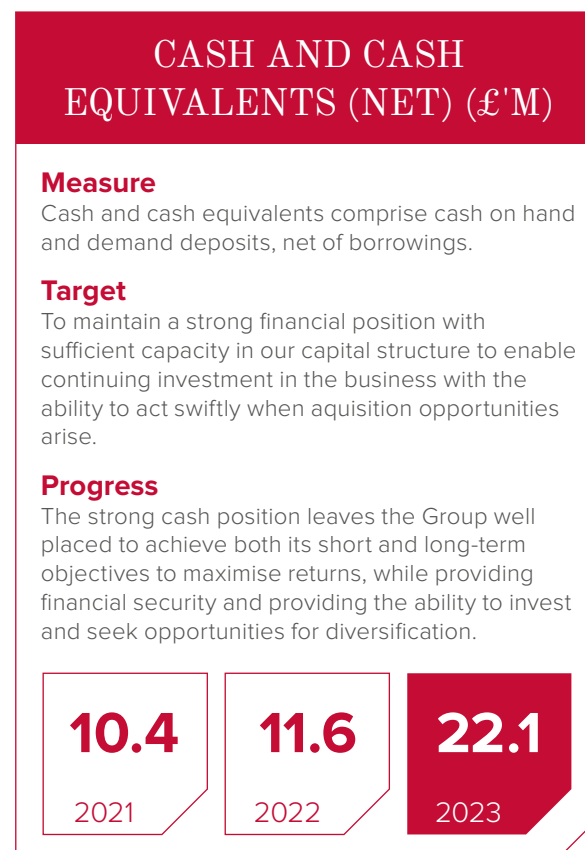 CASH AND CASH
EQUIVALENTS (NET) (£'M)
Measure
Cash and cash equivalents comprise cash on hand
and demand deposits, net of borrowings.
Target
To maintain a strong financial position with
sufficient capacity in our capital structure to enable
continuing investment in the business with the
ability to act swiftly when aquisition opportunities
arise.
Progress
The strong cash position leaves the Group well
placed to achieve both its short and long-term
objectives to maximise returns, while providing
financial security and providing the ability to invest
and seek opportunities for diversification.
10.4 11.6 22.1
2021 2022 2023